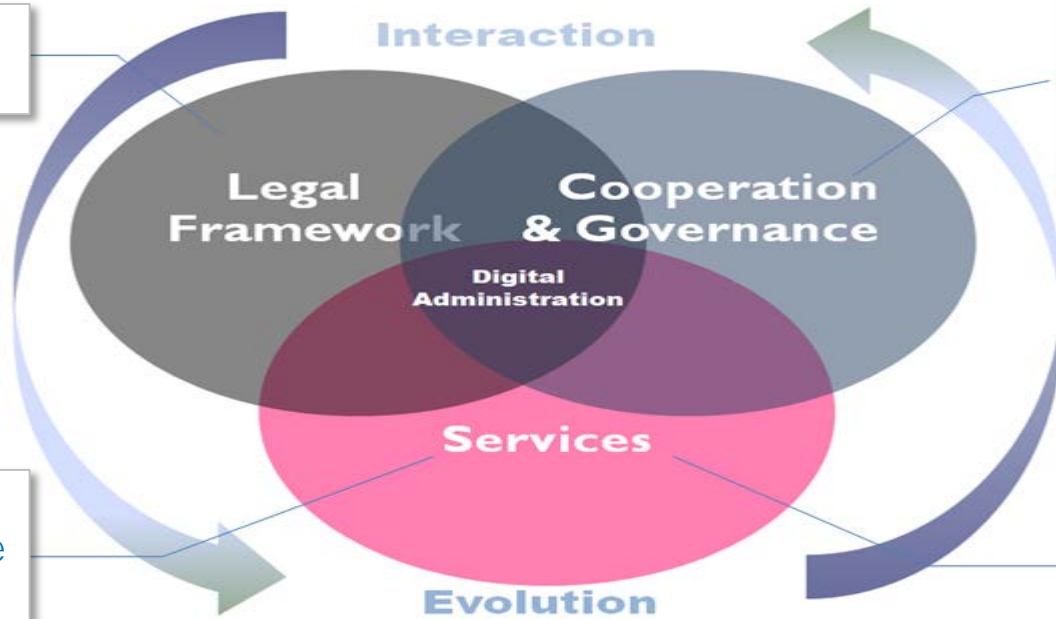 Interaction
Legal
Framework
Cooperation
& Governance
Digital
Administration
Services
e
Evolution